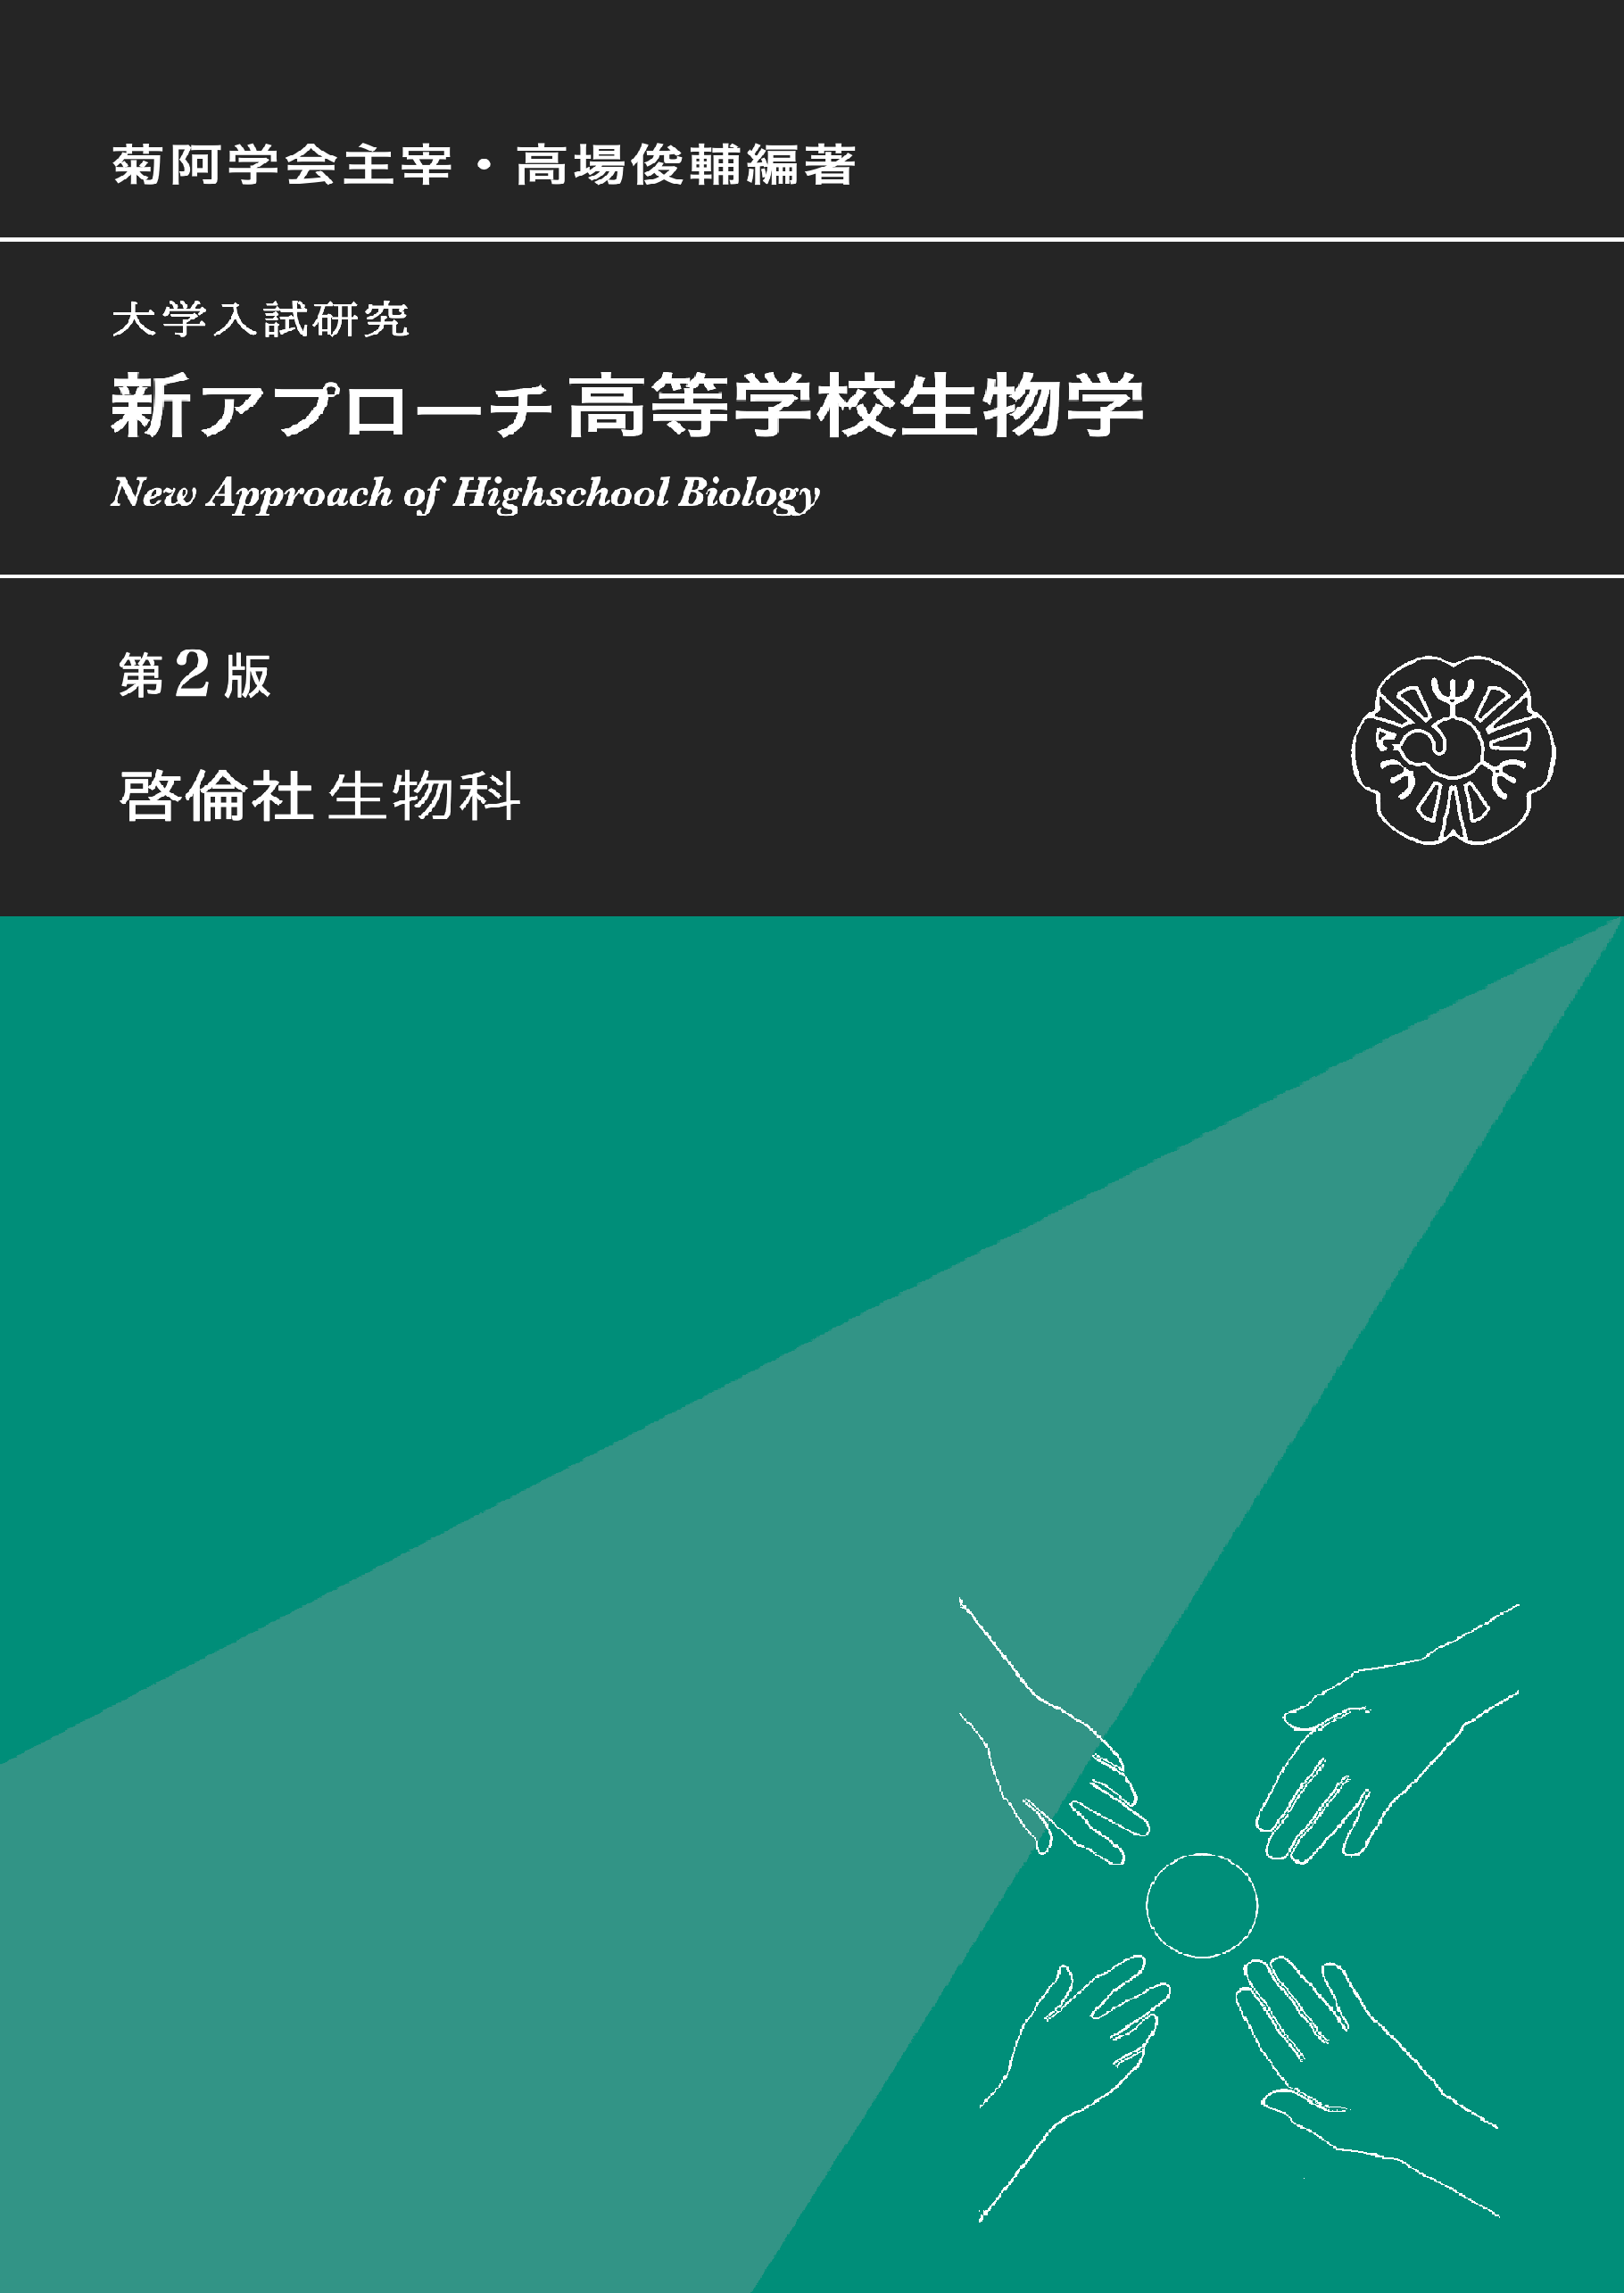 菊阿学会主宰・高場俊輔編著
大学入試研究
新アプローチ高等学校生物学
New Approach of Highschool Biology
第2版
啓倫社 生物科